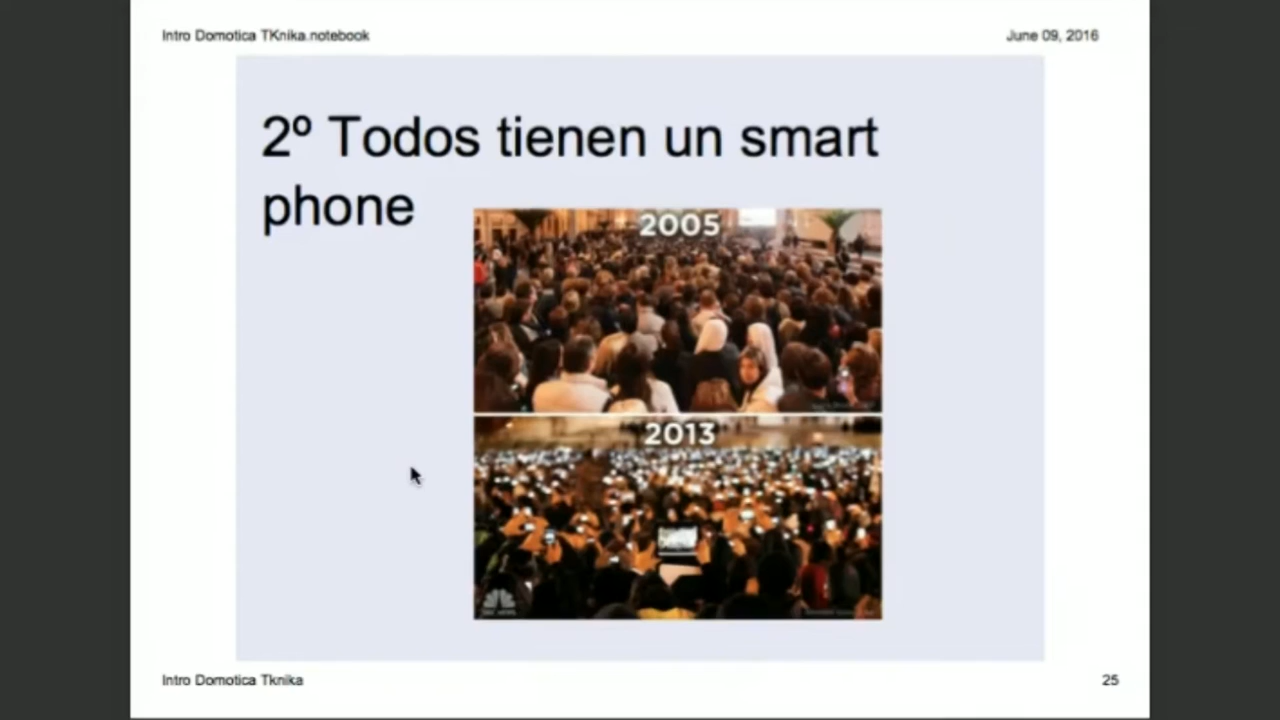 Intro Domotica TKnika.notebook
June 09, 2016
2º Todos tienen un smart
phone
2005
2013
Intro Domotica Tknika
25